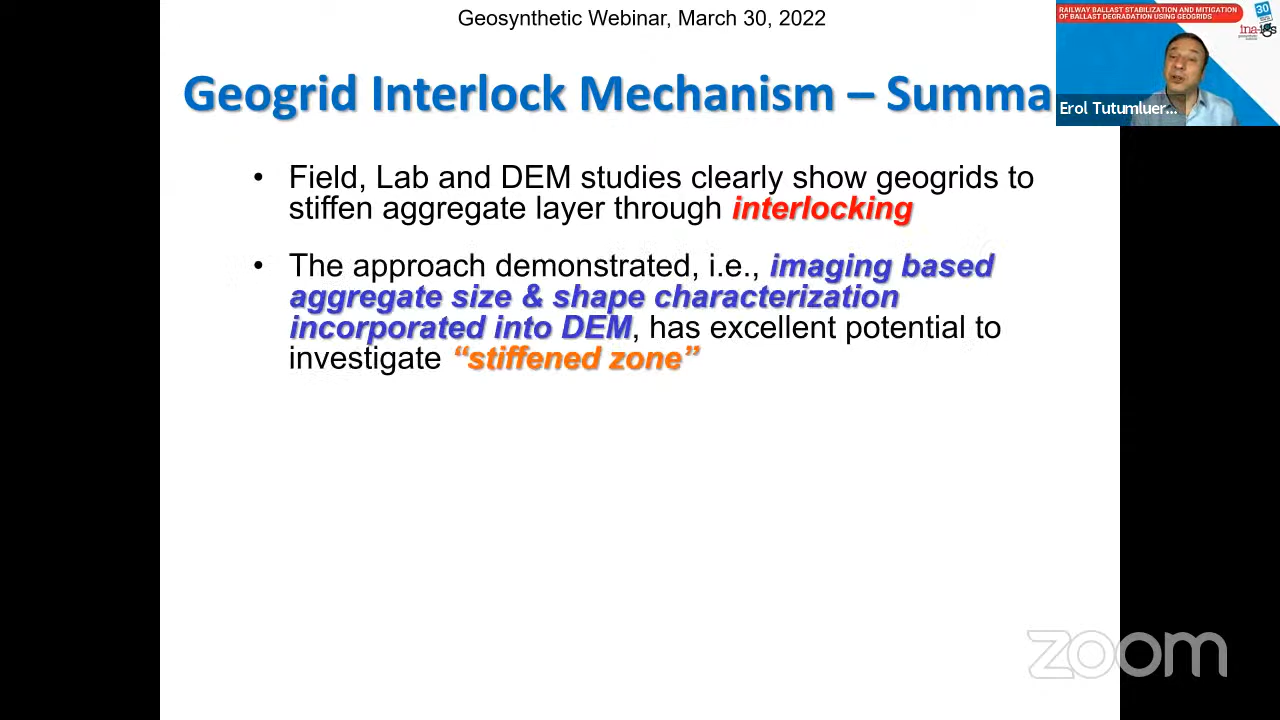 Geosynthetic Webinar, March 30, 2022
RAILWAY BALLAST STABILIZATION AND MITIGATION
OF BALLAST DEGRADATION USING GEOGRIDS
30
ina-igs
Erol Tutumluer...
Geogrid Interlock Mechanism – Summa
• Field, Lab and DEM studies clearly show geogrids to
stiffen aggregate layer through interlocking
• The approach demonstrated, i.e., imaging based
aggregate size & shape characterization
incorporated into DEM, has excellent potential to
investigate “stiffened zone”
zoom